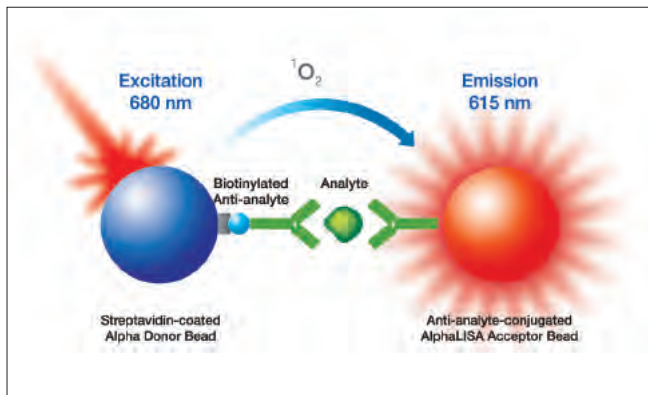 Excitation
680 nm
¹O₂
Emission
615 nm
Biotinylated
Anti-analyte
Analyte
Streptavidin-coated
Alpha Donor Bead
Anti-analyte-conjugated
AlphaLISA Acceptor Bead